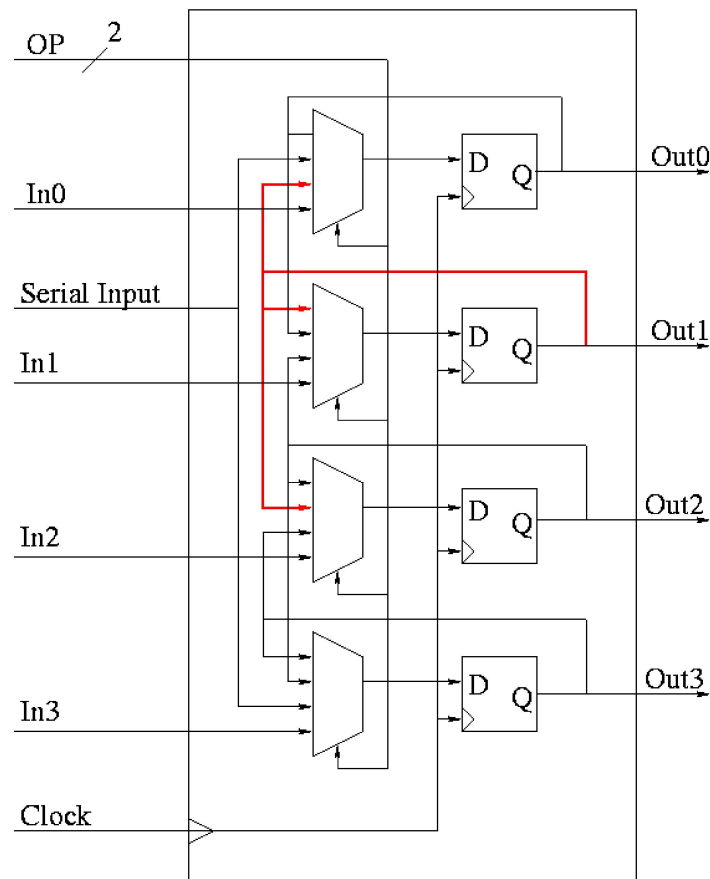 OP 2
D Q Out0
In0
Serial Input
D Q Out1
In1
D Q Out2
In2
D Q Out3
In3
Clock